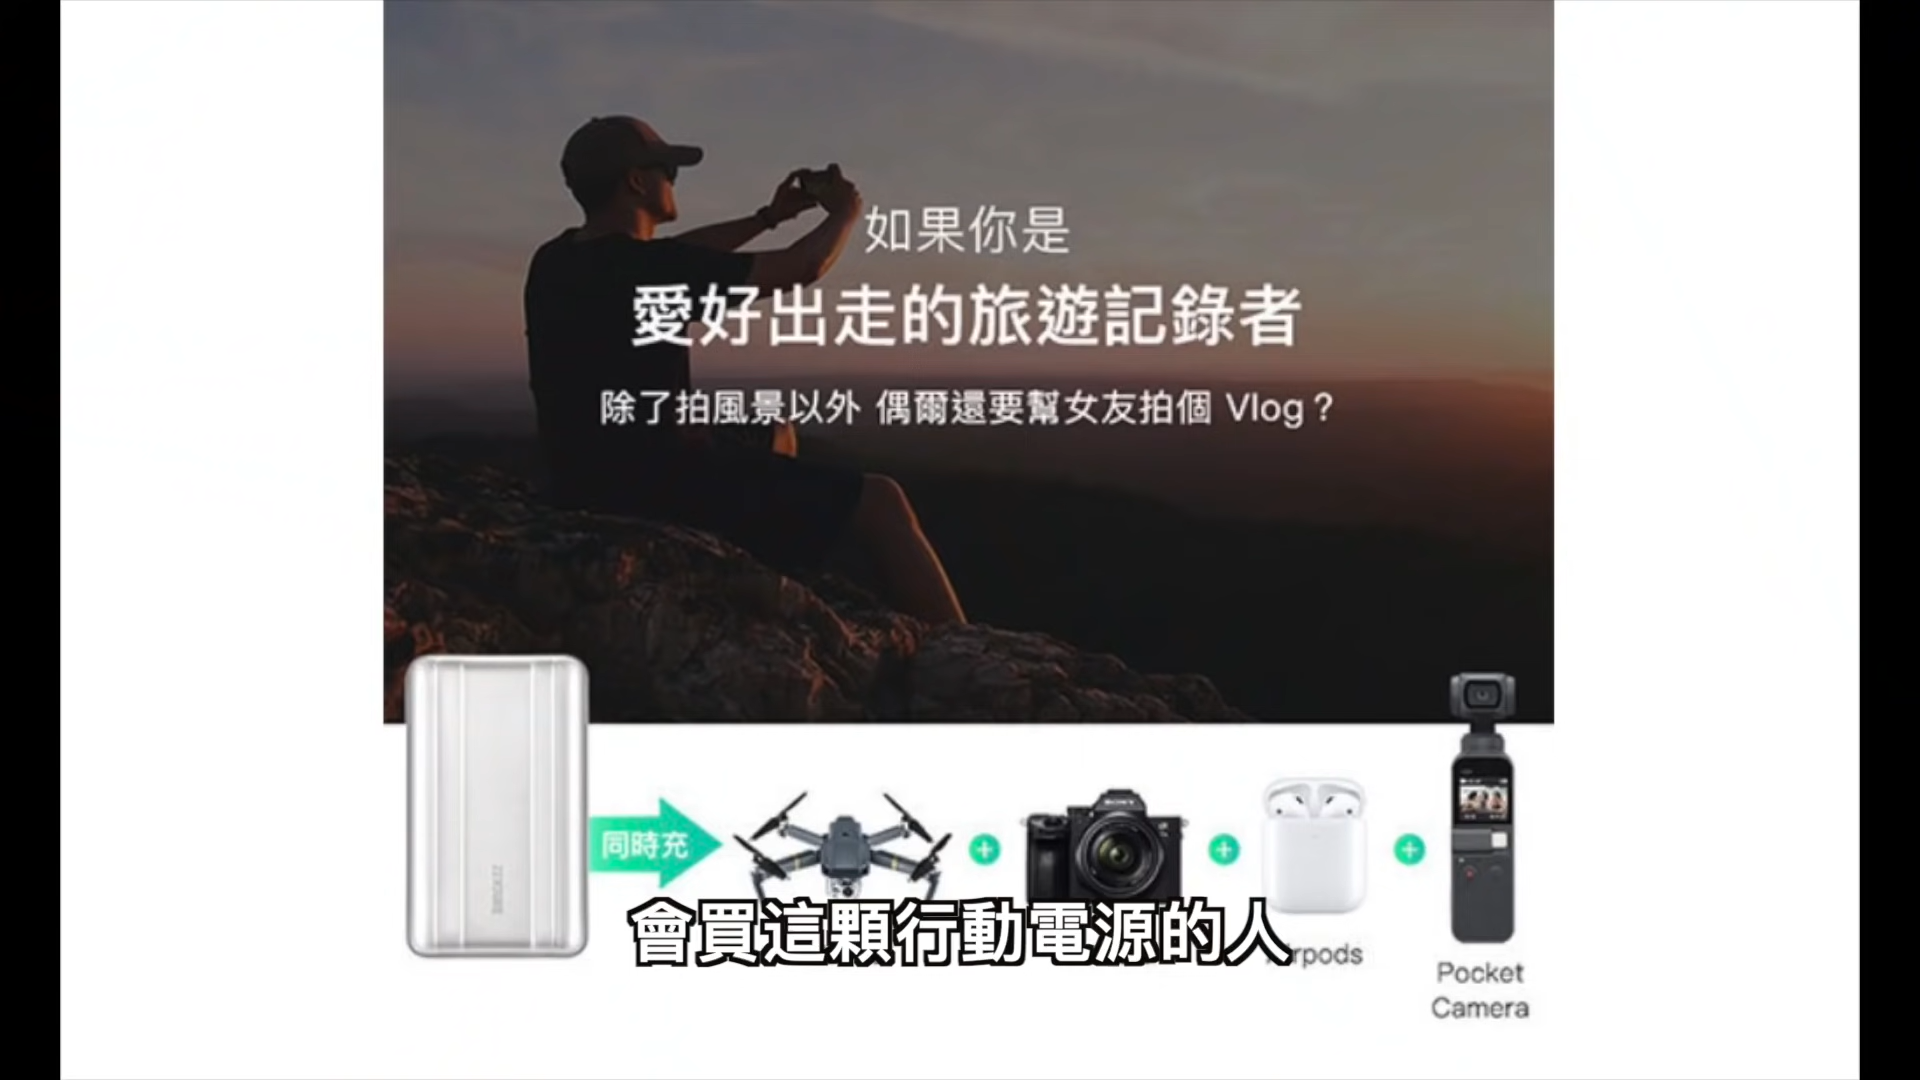 如果你是
愛好出走的旅遊記錄者
除了拍風景以外 偶爾還要幫女友拍個 Vlog？
同時充
SONY
會買這顆行動電源的人
Pocket
Camera